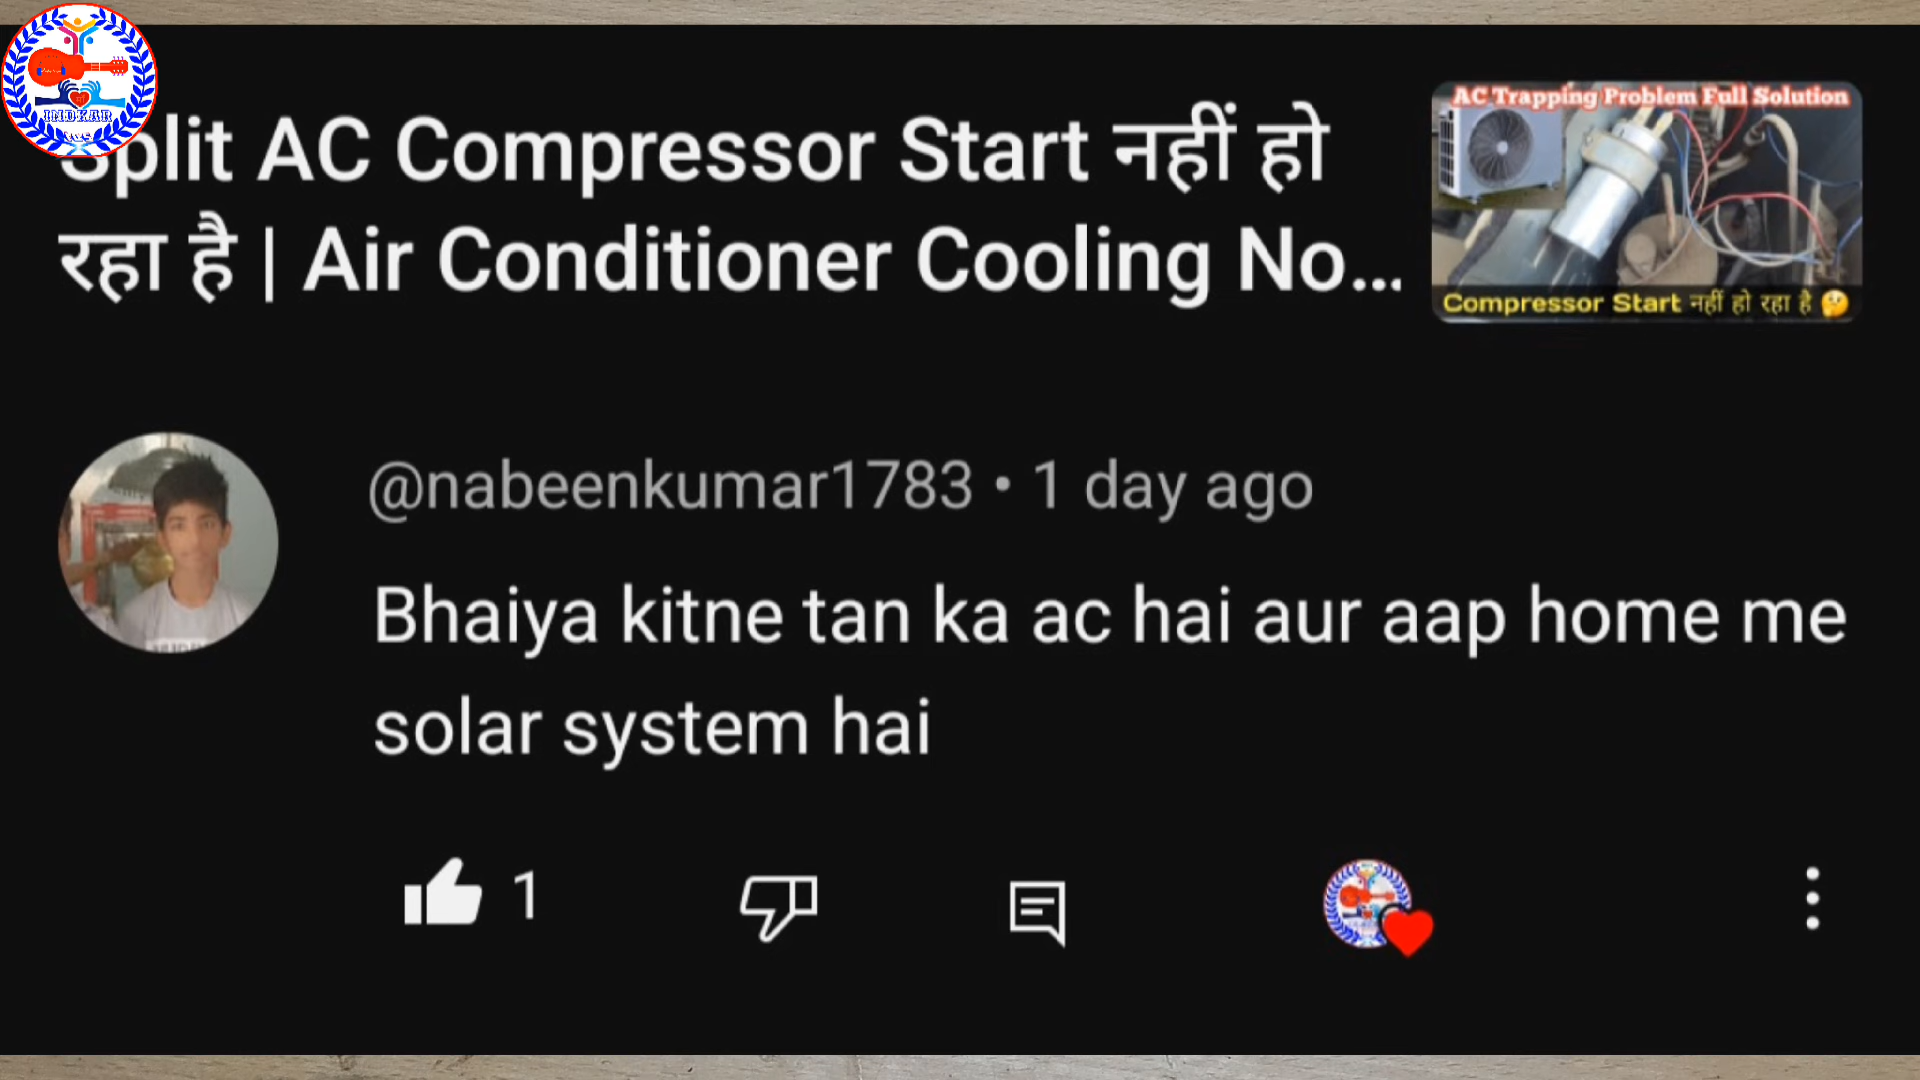 INDKAR
Split AC Compressor Start नहीं हो
रहा है | Air Conditioner Cooling No...
AC Trapping Problem Full Solution
Compressor Start नहीं हो रहा है
@nabeenkumar1783 • 1 day ago
Bhaiya kitne tan ka ac hai aur aap home me
solar system hai
1